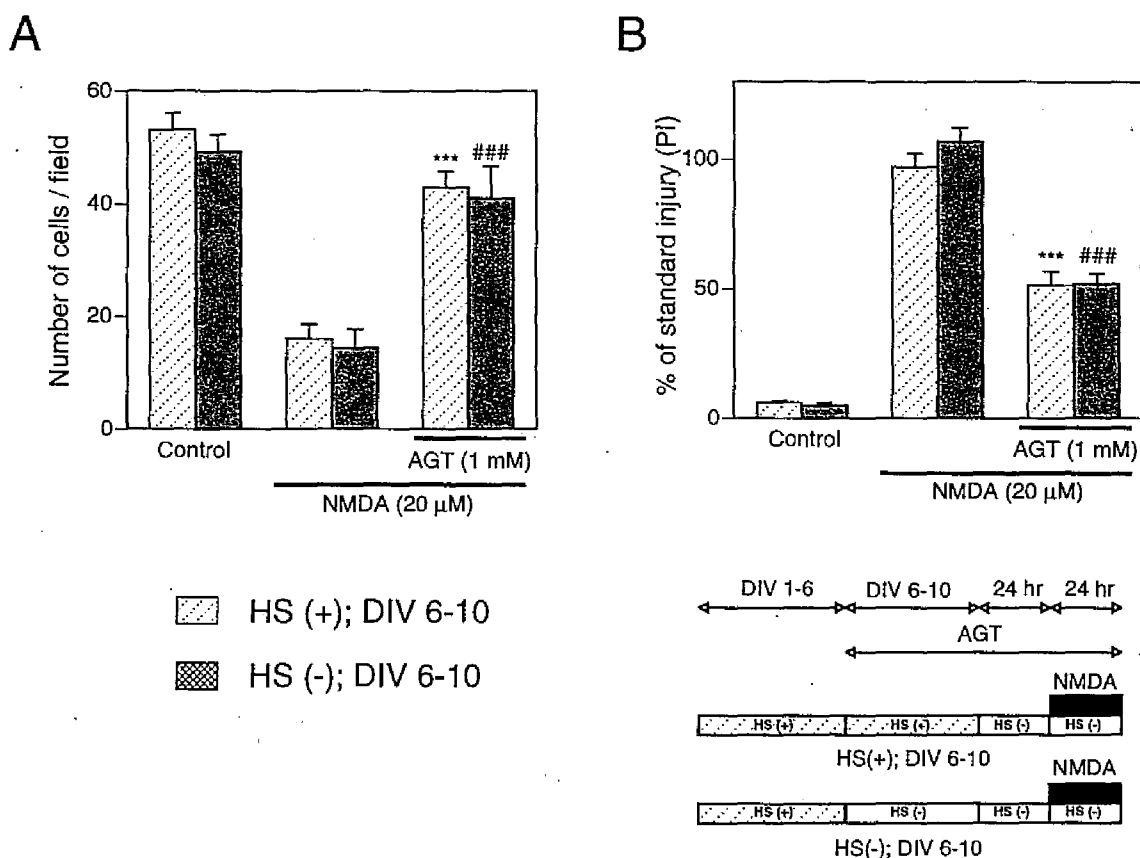 A
Number of cells / field
60
40
20
0
*** ###
Control
AGT (1 mM)
NMDA (20 µM)
B
% of standard injury (PI)
100
50
0
*** ###
Control
AGT (1 mM)
NMDA (20 µM)
HS (+); DIV 6-10
HS (-); DIV 6-10
DIV 1-6 DIV 6-10 24 hr 24 hr
AGT
NMDA
HS (+) HS (+) HS (-) HS (-)
HS(+); DIV 6-10
NMDA
HS (+) HS (-) HS (-) HS (-)
HS(-); DIV 6-10